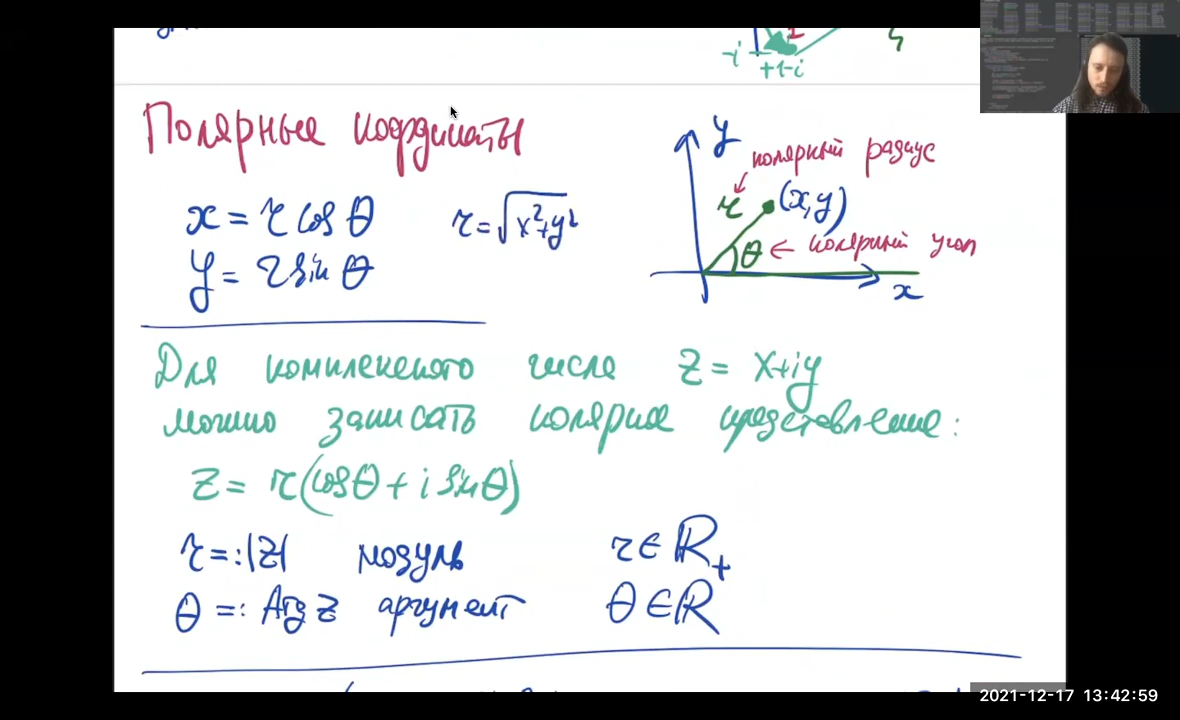 -i
+1-i
Полярные координаты
x = r cos θ
r = √x²+y²
y = r sin θ
y
полярный радиус
r
(x,y)
θ ← полярный угол
x
Для комплексного числа z = x+iy
можно записать полярное представление:
z = r(cos θ + i sin θ)
r =: |z| модуль r ∈ ℝ₊
θ =: Arg z аргумент θ ∈ ℝ
2021-12-17 13:42:59